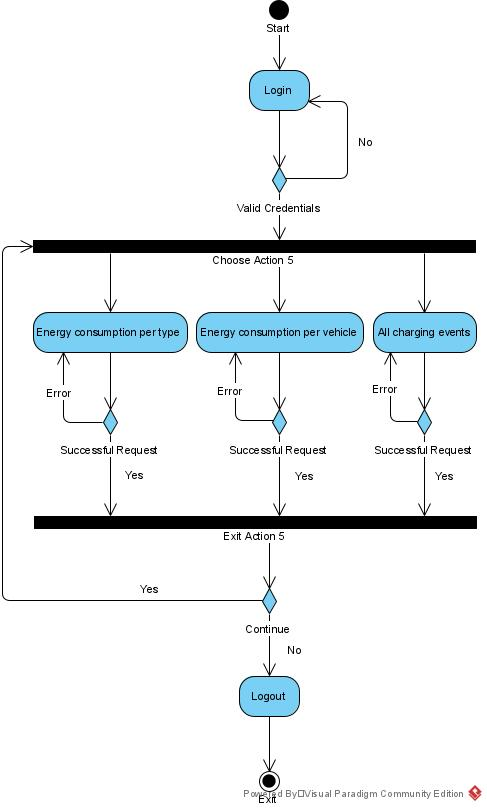 Start
Login
No
Valid Credentials
Choose Action 5
Energy consumption per type
Energy consumption per vehicle
All charging events
Error
Error
Error
Successful Request
Successful Request
Successful Request
Yes
Yes
Yes
Exit Action 5
Yes
Continue
No
Logout
Powered By Visual Paradigm Community Edition
Exit